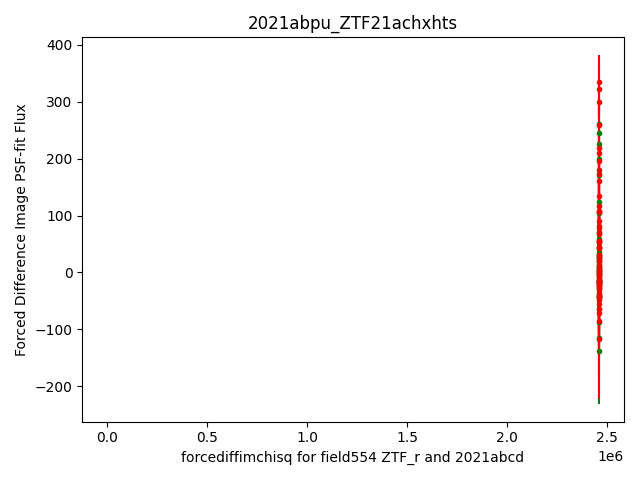 2021abpu_ZTF21achxhts
400
300
200
100
0
−100
−200
Forced Difference Image PSF-fit Flux
0.0 0.5 1.0 1.5 2.0 2.5
1e6
forcediffimchisq for field554 ZTF_r and 2021abcd